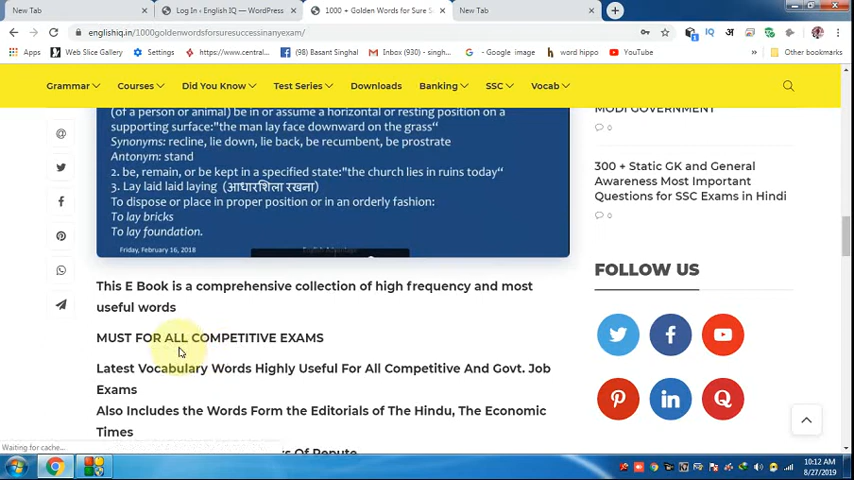 New Tab
Log In ‹ English IQ — WordPress
1000 + Golden Words for Sure S
New Tab
englishiq.in/1000goldenwordsforsuresuccessinanyexam/
New Tab
Web Slice Gallery
Settings
https://www.central...
(98) Basant Singhal
Inbox (930) - singh...
- Google- image
word hippo
YouTube
Other bookmarks
Grammar
Courses
Did You Know
Test Series
Downloads
Banking
SSC
Vocab
(of a person or animal) be in or assume a horizontal or resting position on a
supporting surface:"the man lay face downward on the grass“
Synonyms: recline, lie down, lie back, be recumbent, be prostrate
Antonym: stand
2. be, remain, or be kept in a specified state:"the church lies in ruins today“
3. Lay laid laid laying (आधारशिला रखना)
To dispose or place in proper position or in an orderly fashion:
To lay bricks
To lay foundation.
Friday, February 16, 2018
English Advantage
This E Book is a comprehensive collection of high frequency and most
useful words
MUST FOR ALL COMPETITIVE EXAMS
Latest Vocabulary Words Highly Useful For All Competitive And Govt. Job
Exams
Also Includes the Words Form the Editorials of The Hindu, The Economic
Times
Of Repute
MODI GOVERNMENT
0
300 + Static GK and General
Awareness Most Important
Questions for SSC Exams in Hindi
0
FOLLOW US
Waiting for cache...
10:12 AM
8/27/2019